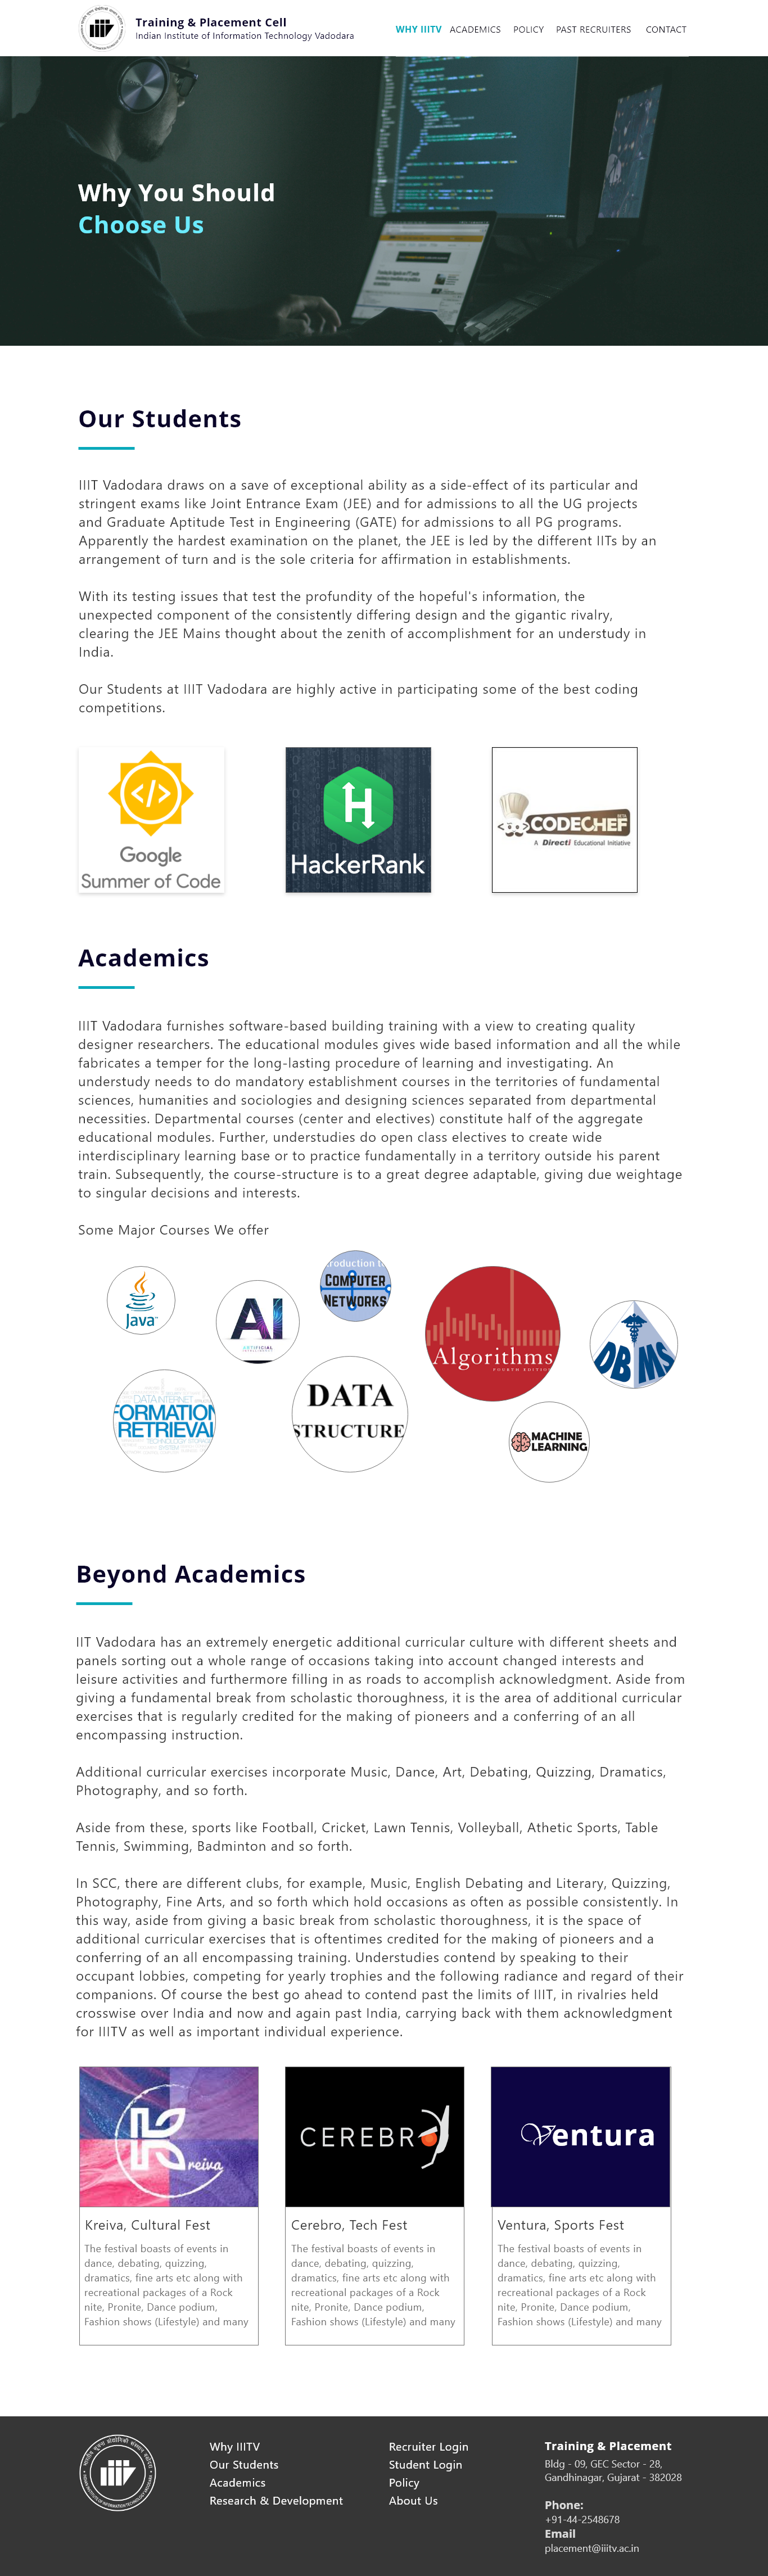 Training & Placement Cell
Indian Institute of Information Technology Vadodara
WHY IIITV ACADEMICS POLICY PAST RECRUITERS CONTACT
Why You Should
Choose Us
Our Students
IIIT Vadodara draws on a save of exceptional ability as a side-effect of its particular and
stringent exams like Joint Entrance Exam (JEE) and for admissions to all the UG projects
and Graduate Aptitude Test in Engineering (GATE) for admissions to all PG programs.
Apparently the hardest examination on the planet, the JEE is led by the different IITs by an
arrangement of turn and is the sole criteria for affirmation in establishments.
With its testing issues that test the profundity of the hopeful's information, the
unexpected component of the consistently differing design and the gigantic rivalry,
clearing the JEE Mains thought about the zenith of accomplishment for an understudy in
India.
Our Students at IIIT Vadodara are highly active in participating some of the best coding
competitions.
Google
Summer of Code
H
HackerRank
CODECHEF
BETA
A Directi Educational Initiative
Academics
IIIT Vadodara furnishes software-based building training with a view to creating quality
designer researchers. The educational modules gives wide based information and all the while
fabricates a temper for the long-lasting procedure of learning and investigating. An
understudy needs to do mandatory establishment courses in the territories of fundamental
sciences, humanities and sociologies and designing sciences separated from departmental
necessities. Departmental courses (center and electives) constitute half of the aggregate
educational modules. Further, understudies do open class electives to create wide
interdisciplinary learning base or to practice fundamentally in a territory outside his parent
train. Subsequently, the course-structure is to a great degree adaptable, giving due weightage
to singular decisions and interests.
Some Major Courses We offer
Java™
AI
ARTIFICIAL
INTELLIGENCE
roduction to
COMPUTER
NETWORKS
Algorithms
FOURTH EDITION
DBMS
FORMATION
RETRIEVAL
DATA
STRUCTURE
MACHINE
LEARNING
Beyond Academics
IIT Vadodara has an extremely energetic additional curricular culture with different sheets and
panels sorting out a whole range of occasions taking into account changed interests and
leisure activities and furthermore filling in as roads to accomplish acknowledgment. Aside from
giving a fundamental break from scholastic thoroughness, it is the area of additional curricular
exercises that is regularly credited for the making of pioneers and a conferring of an all
encompassing instruction.
Additional curricular exercises incorporate Music, Dance, Art, Debating, Quizzing, Dramatics,
Photography, and so forth.
Aside from these, sports like Football, Cricket, Lawn Tennis, Volleyball, Athetic Sports, Table
Tennis, Swimming, Badminton and so forth.
In SCC, there are different clubs, for example, Music, English Debating and Literary, Quizzing,
Photography, Fine Arts, and so forth which hold occasions as often as possible consistently. In
this way, aside from giving a basic break from scholastic thoroughness, it is the space of
additional curricular exercises that is oftentimes credited for the making of pioneers and a
conferring of an all encompassing training. Understudies contend by speaking to their
occupant lobbies, competing for yearly trophies and the following radiance and regard of their
companions. Of course the best go ahead to contend past the limits of IIIT, in rivalries held
crosswise over India and now and again past India, carrying back with them acknowledgment
for IIITV as well as important individual experience.
Kreiva
CEREBRO
Ventura
Kreiva, Cultural Fest
The festival boasts of events in
dance, debating, quizzing,
dramatics, fine arts etc along with
recreational packages of a Rock
nite, Pronite, Dance podium,
Fashion shows (Lifestyle) and many
Cerebro, Tech Fest
The festival boasts of events in
dance, debating, quizzing,
dramatics, fine arts etc along with
recreational packages of a Rock
nite, Pronite, Dance podium,
Fashion shows (Lifestyle) and many
Ventura, Sports Fest
The festival boasts of events in
dance, debating, quizzing,
dramatics, fine arts etc along with
recreational packages of a Rock
nite, Pronite, Dance podium,
Fashion shows (Lifestyle) and many
Why IIITV
Our Students
Academics
Research & Development
Recruiter Login
Student Login
Policy
About Us
Training & Placement
Bldg - 09, GEC Sector - 28,
Gandhinagar, Gujarat - 382028
Phone:
+91-44-2548678
Email
placement@iiitv.ac.in